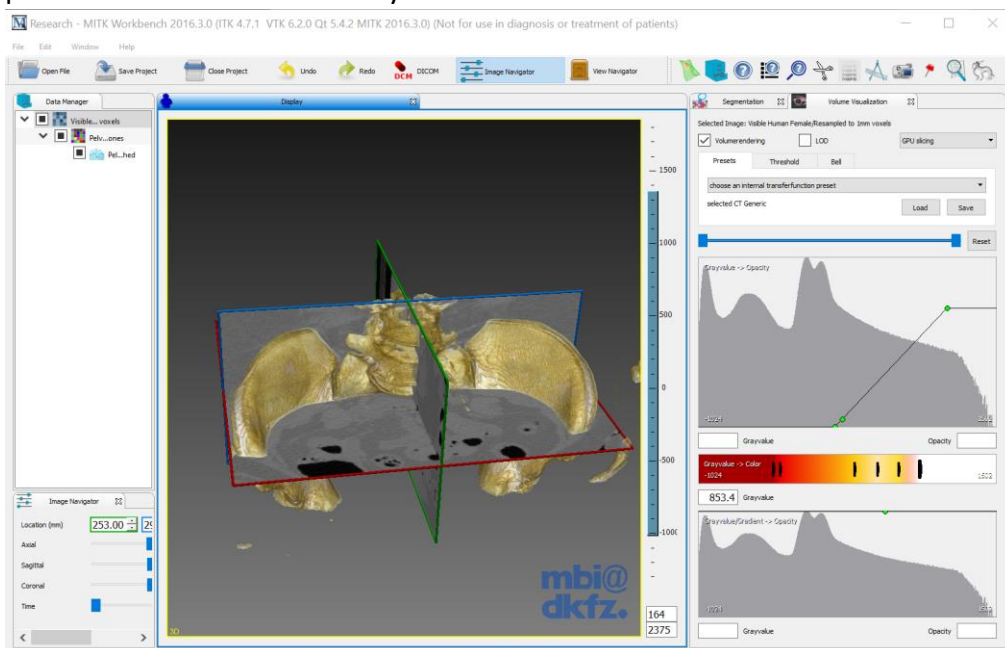 Research - MITK Workbench 2016.3.0 (ITK 4.7.1 VTK 6.2.0 Qt 5.4.2 MITK 2016.3.0) (Not for use in diagnosis or treatment of patients)
File Edit Window Help
Open File Save Project Close Project Undo Redo DCM DICOM Image Navigator View Navigator
Data Manager
Visible... voxels
Pelv...ones
Pel...hed
Display
1500
1000
500
0
-500
-1000
164
2375
3D
mbi@
dkfz.
Image Navigator
Location (mm) 253.00 29
Axial
Sagittal
Coronal
Time
Segmentation Volume Visualization
Selected Image: Visible Human Female/Resampled to 1mm voxels
Volumerendering LOD GPU slicing
Presets Threshold Bell
choose an internal transferfunction preset
selected CT Generic Load Save
Reset
Grayvalue -> Opacity
-1024
Grayvalue Opacity
Grayvalue -> Color
-1024
853.4 Grayvalue
Grayvalue/Gradient -> Opacity
-1024
Grayvalue Opacity